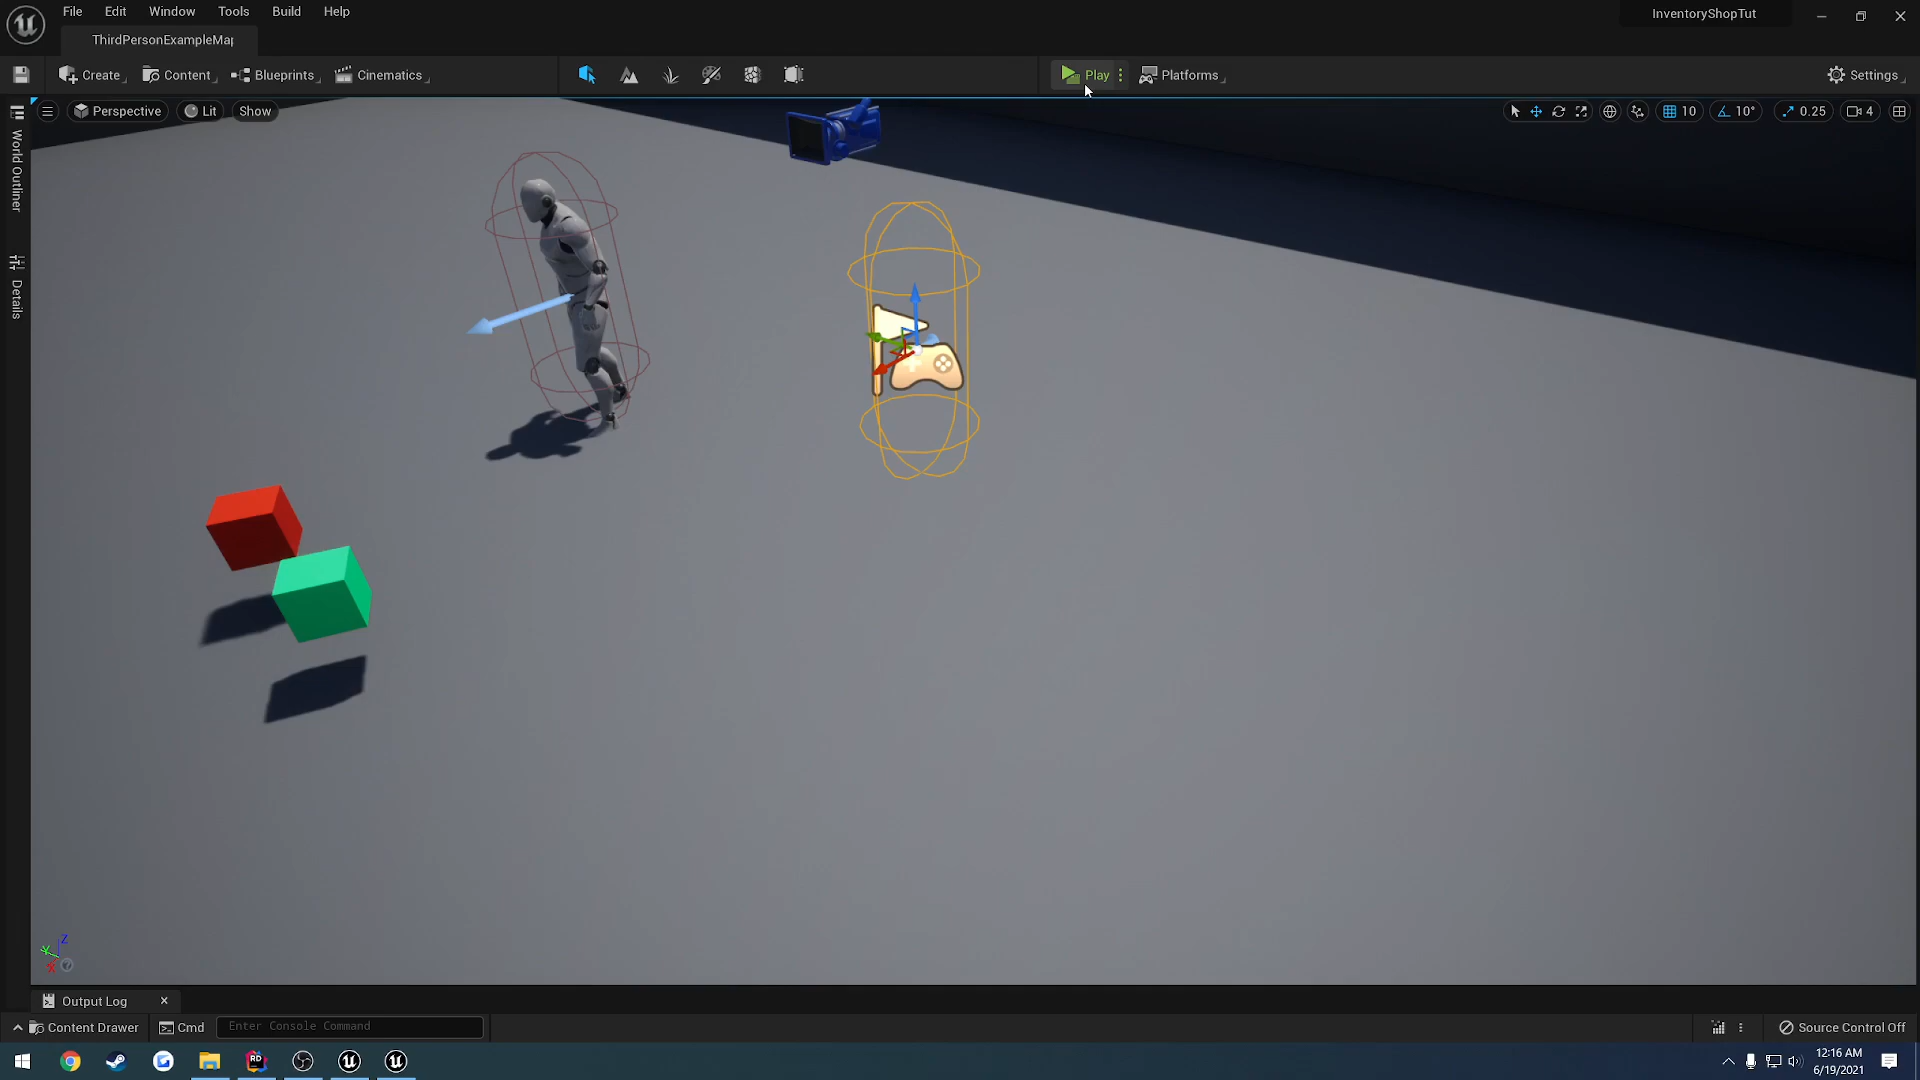 File Edit Window Tools Build Help
InventoryShopTut
ThirdPersonExampleMap
Create Content Blueprints Cinematics
Play Platforms
Settings
Perspective Lit Show
10 10° 0.25 4
World Outliner
Details
Z
Y
X
Output Log
Content Drawer Cmd Enter Console Command
Source Control Off
RD
12:16 AM
6/19/2021